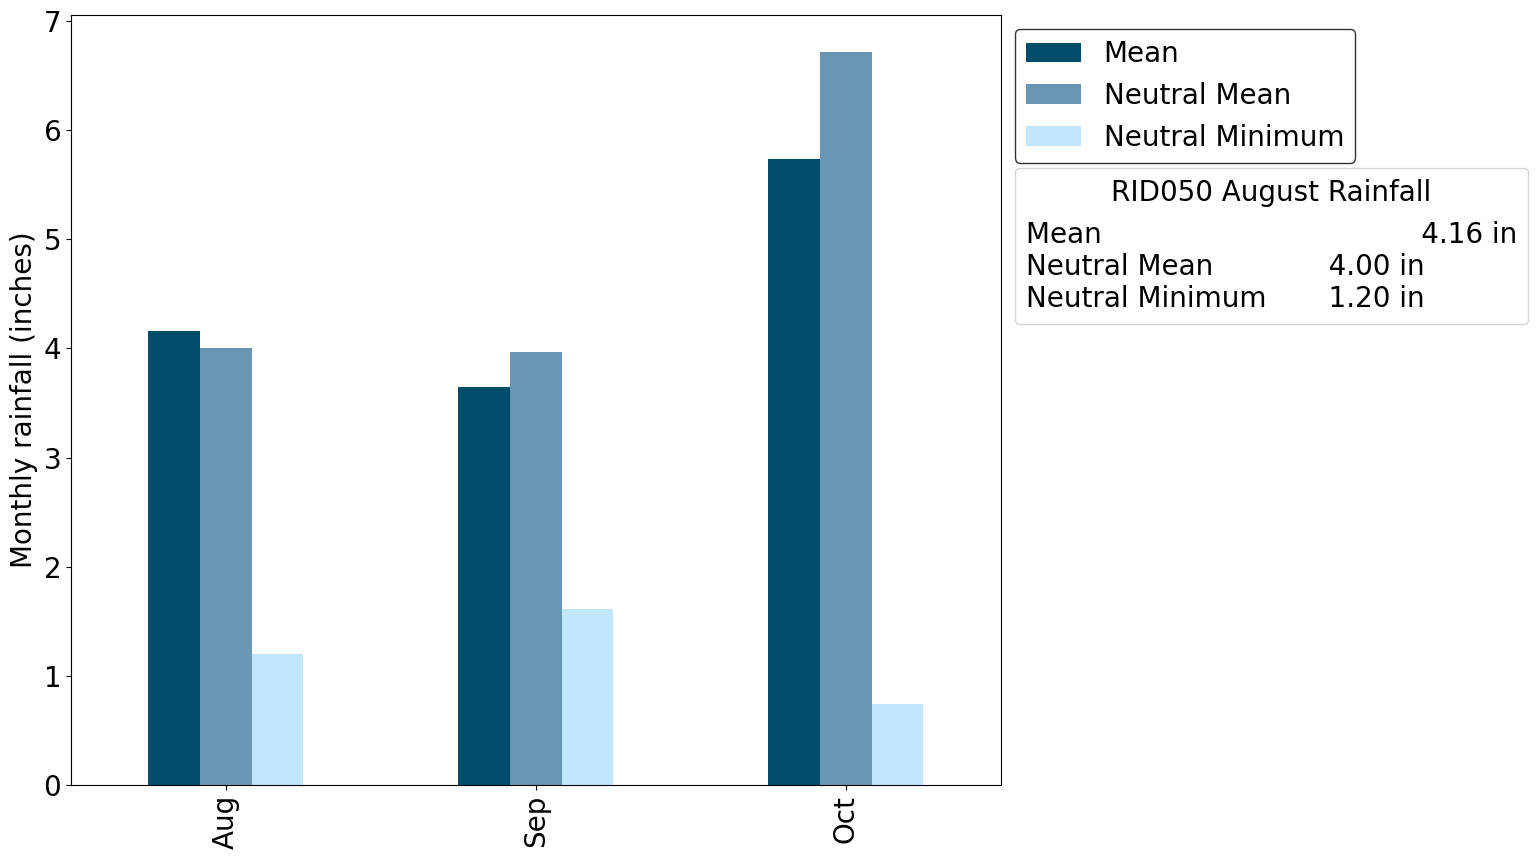 7
6
5
4
3
2
1
0
Monthly rainfall (inches)
Aug
Sep
Oct
Mean
Neutral Mean
Neutral Minimum
RID050 August Rainfall
Mean 4.16 in
Neutral Mean 4.00 in
Neutral Minimum 1.20 in